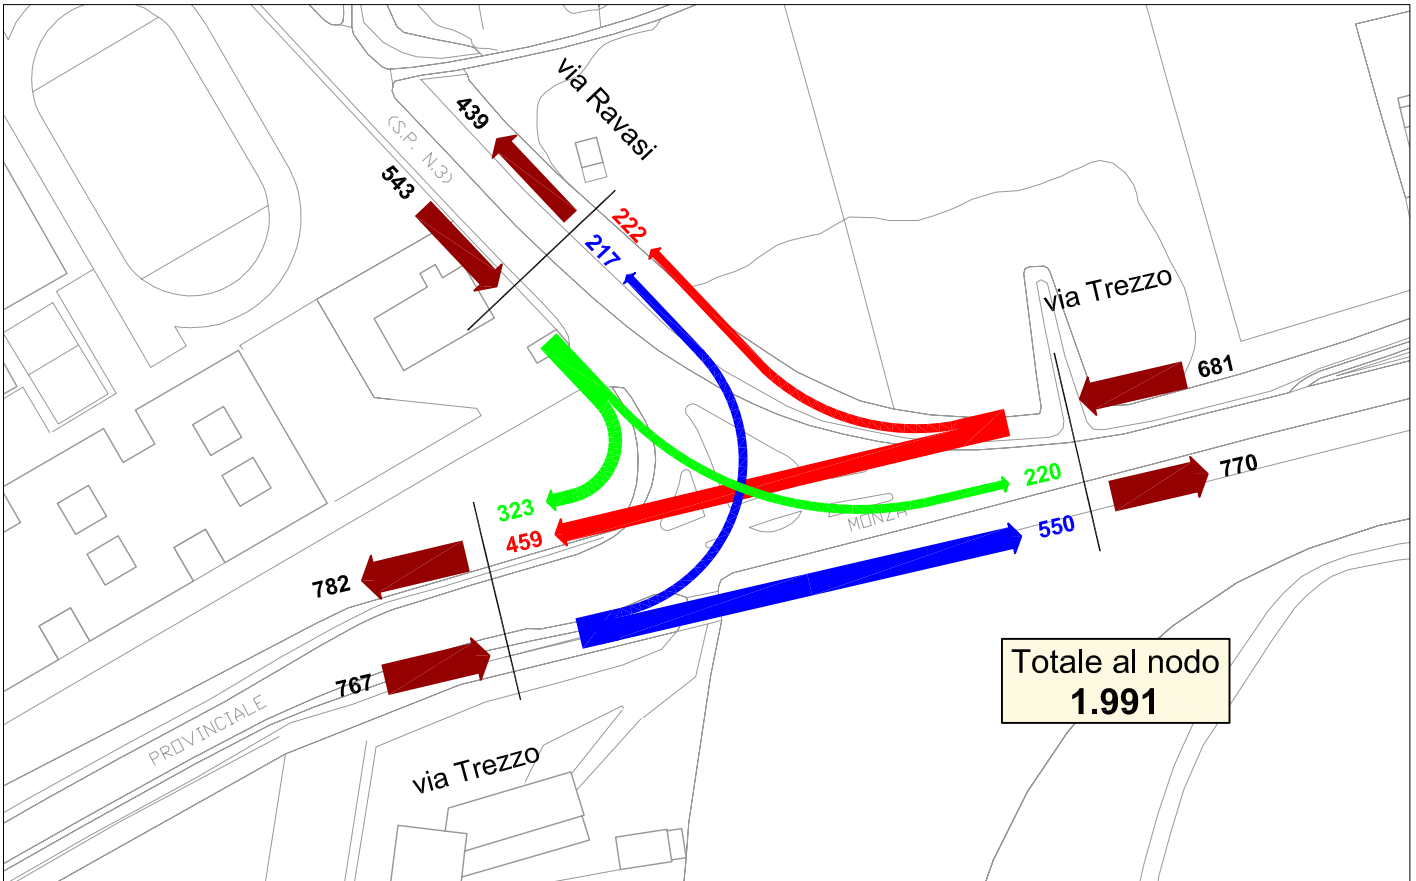 via Ravasi
439
(S.P. N.3)
543
222
217
via Trezzo
681
770
220
323
MONZA
550
459
782
767
Totale al nodo
1.991
PROVINCIALE
via Trezzo